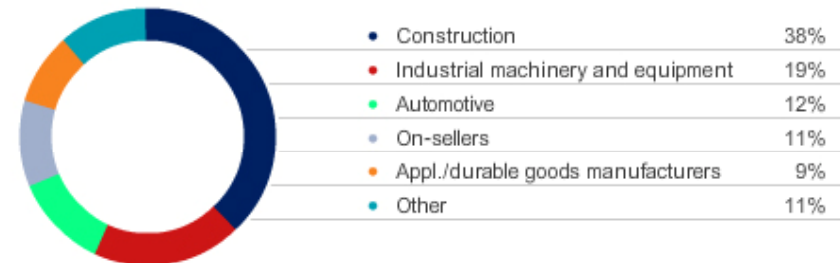 Construction 38%
Industrial machinery and equipment 19%
Automotive 12%
On-sellers 11%
Appl./durable goods manufacturers 9%
Other 11%